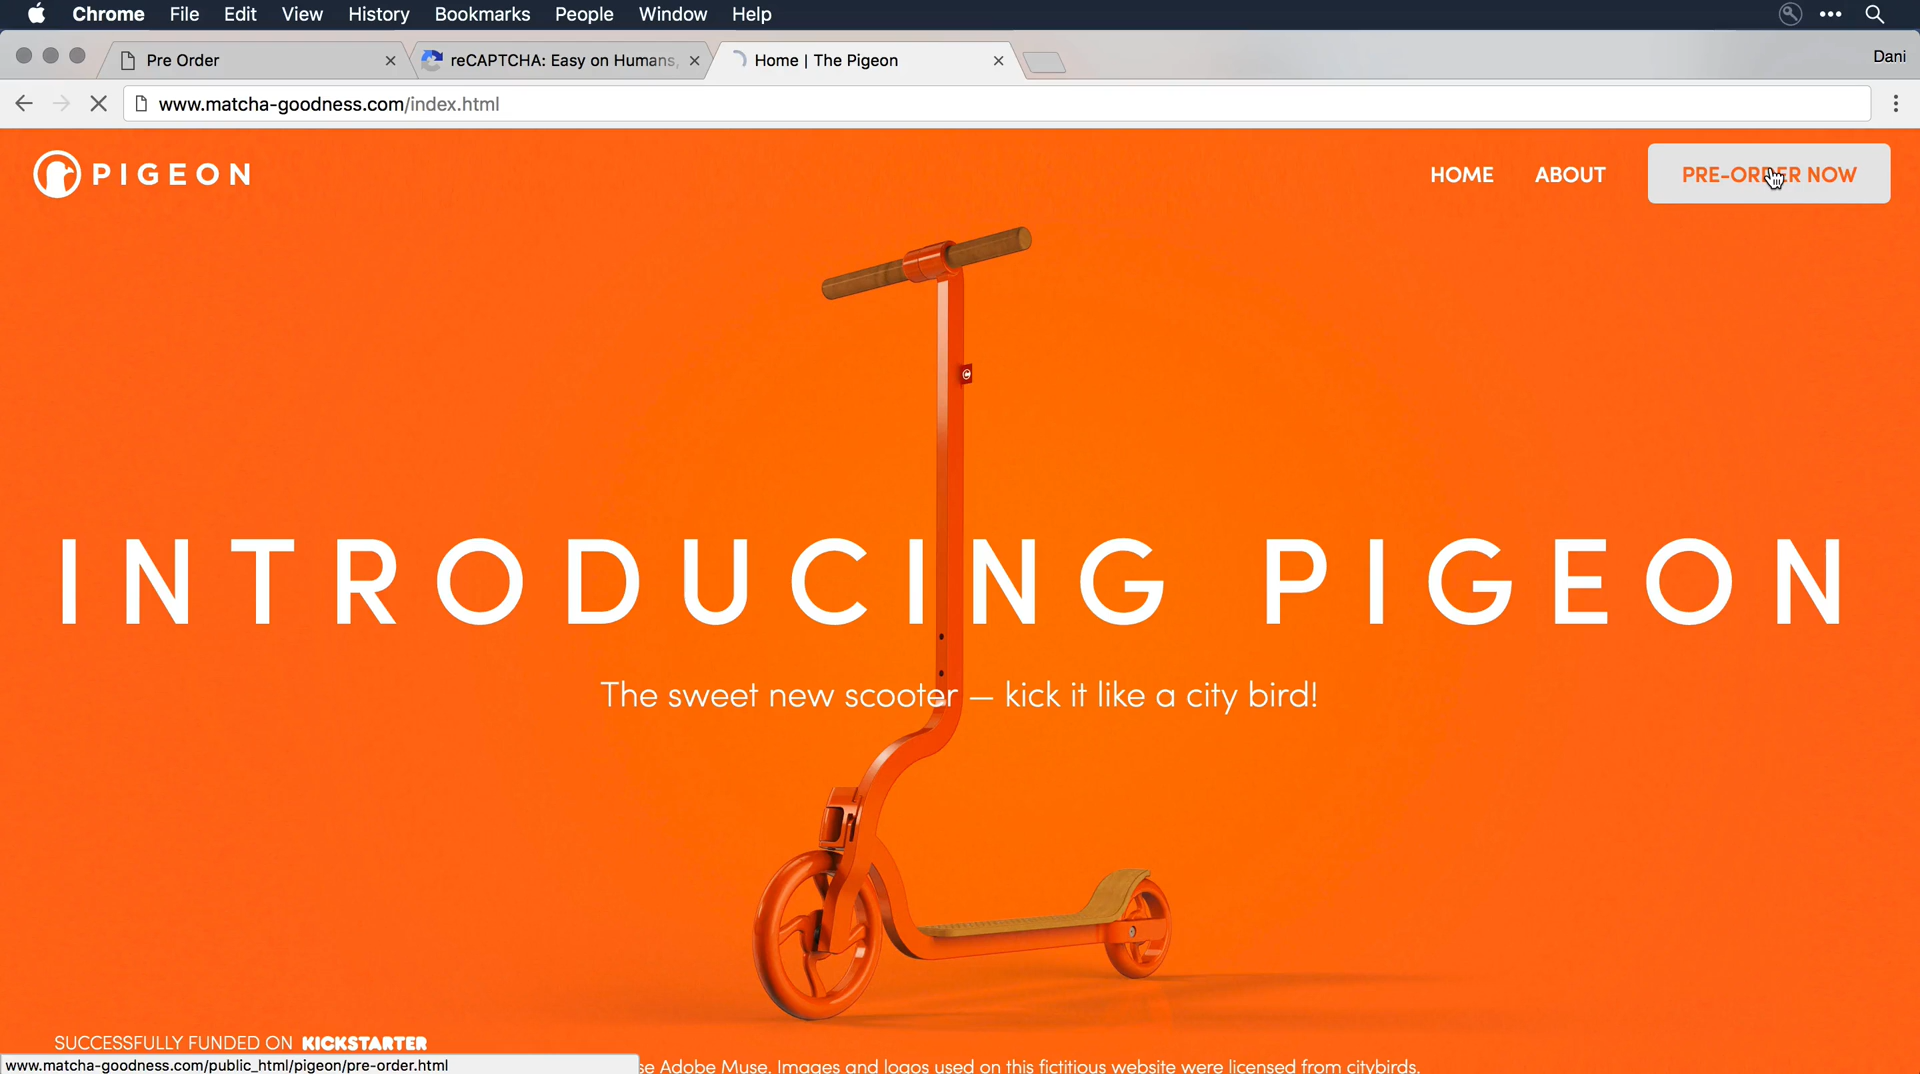 Chrome File Edit View History Bookmarks People Window Help
Pre Order
reCAPTCHA: Easy on Humans,
Home | The Pigeon
Dani
www.matcha-goodness.com/index.html
PIGEON
HOME
ABOUT
PRE-ORDER NOW
INTRODUCING PIGEON
The sweet new scooter — kick it like a city bird!
SUCCESSFULLY FUNDED ON KICKSTARTER
www.matcha-goodness.com/public_html/pigeon/pre-order.html
se Adobe Muse. Images and logos used on this fictitious website were licensed from citybirds.